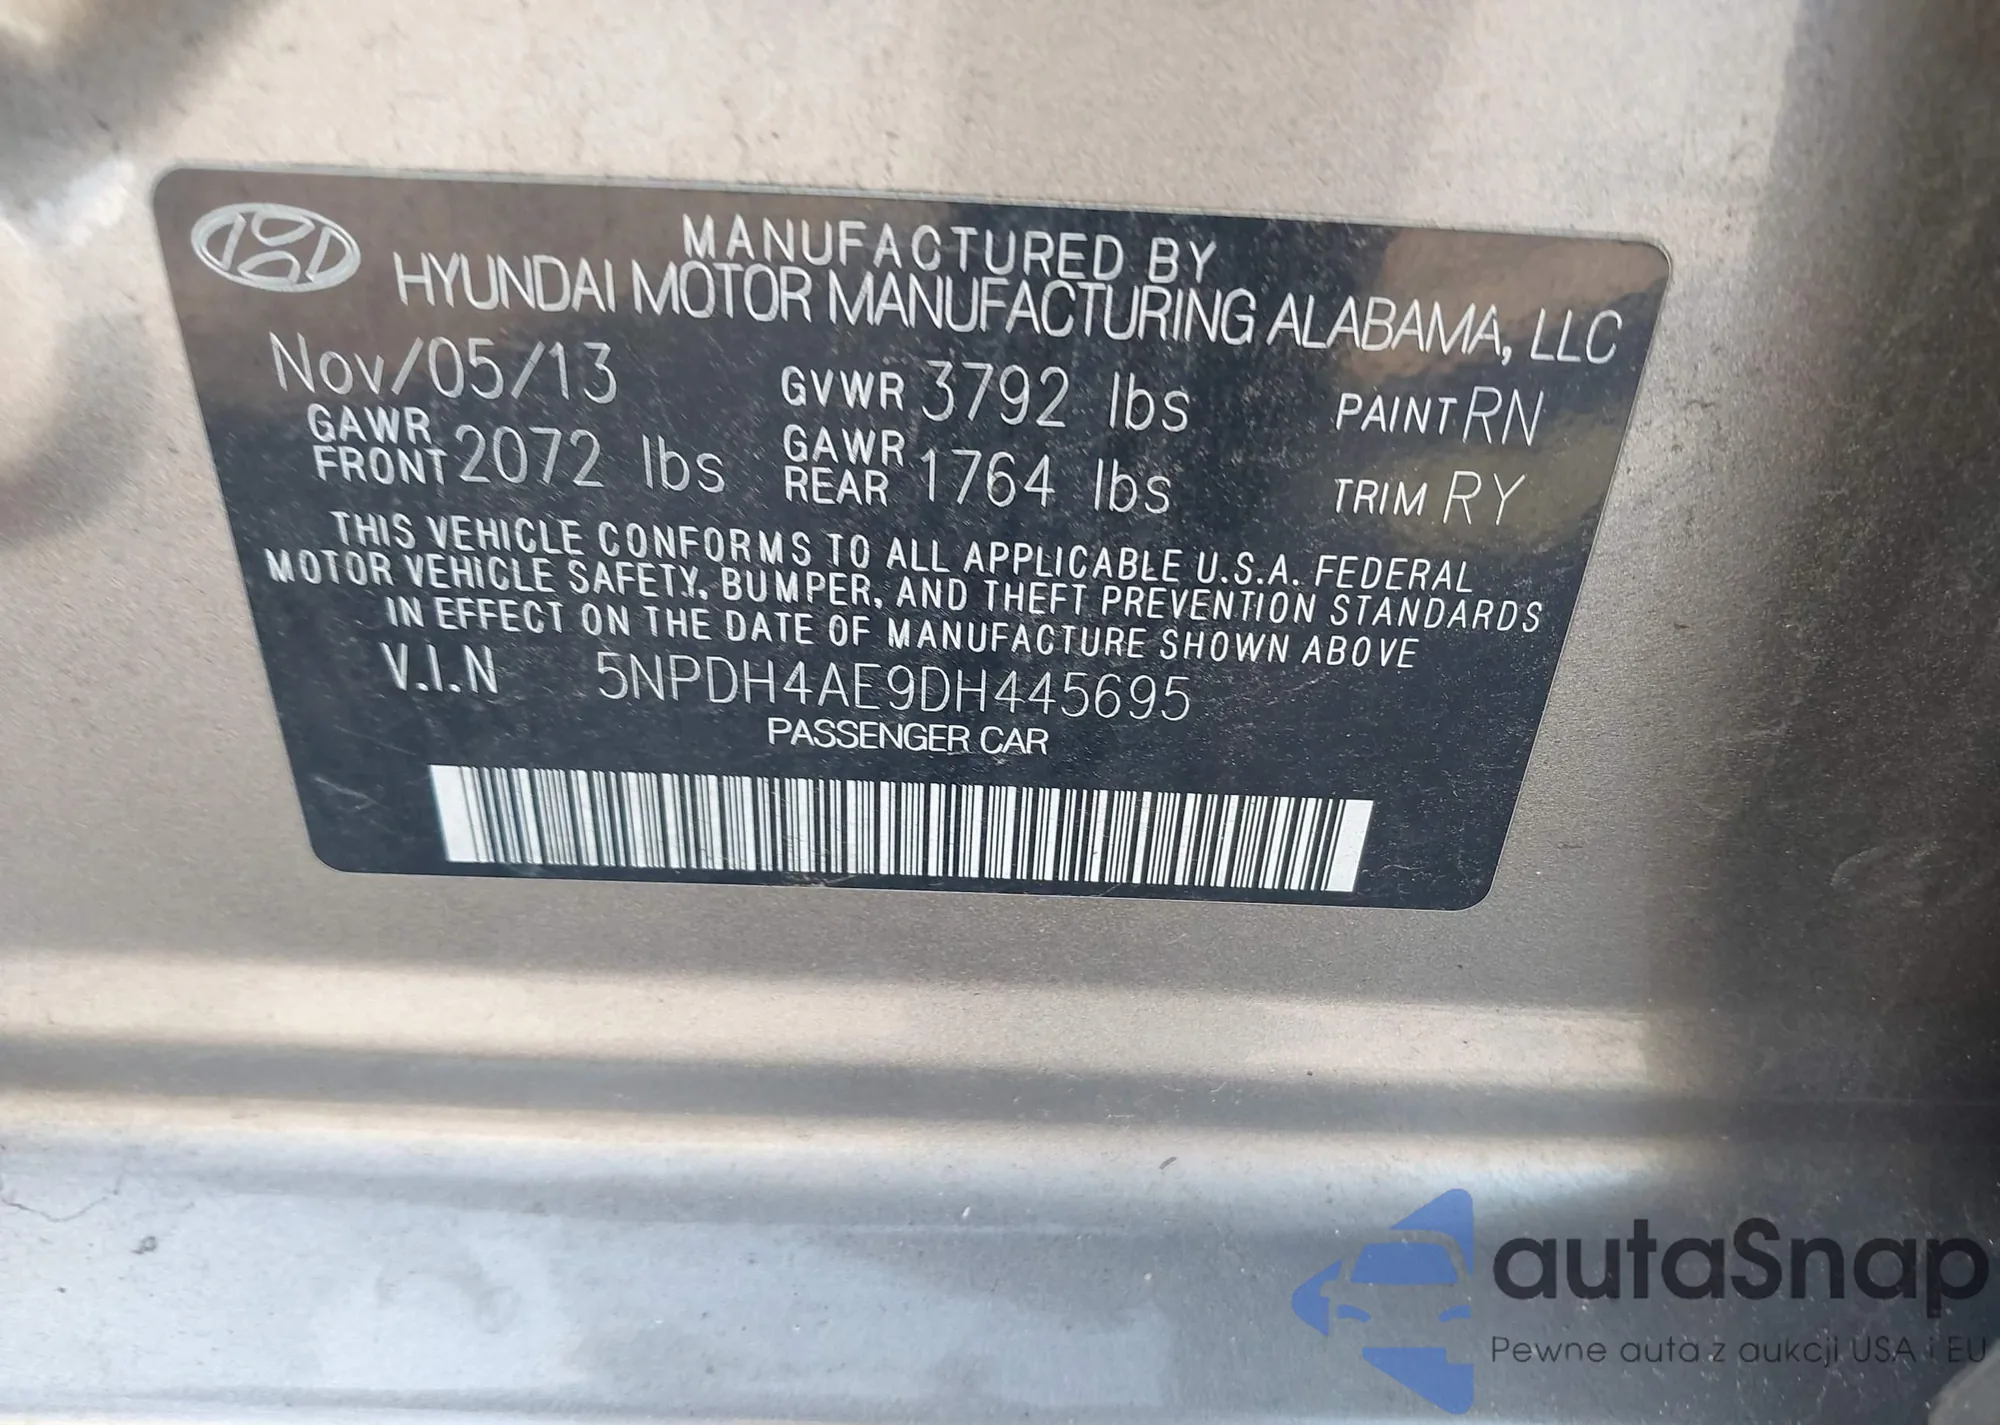 MANUFACTURED BY
HYUNDAI MOTOR MANUFACTURING ALABAMA, LLC
Nov/05/13 GVWR 3792 lbs PAINT RN
GAWR FRONT 2072 lbs GAWR REAR 1764 lbs TRIM RY
THIS VEHICLE CONFORMS TO ALL APPLICABLE U.S.A. FEDERAL
MOTOR VEHICLE SAFETY, BUMPER, AND THEFT PREVENTION STANDARDS
IN EFFECT ON THE DATE OF MANUFACTURE SHOWN ABOVE
V.I.N 5NPDH4AE9DH445695
PASSENGER CAR
autaSnap
Pewne auta z aukcji USA i EU